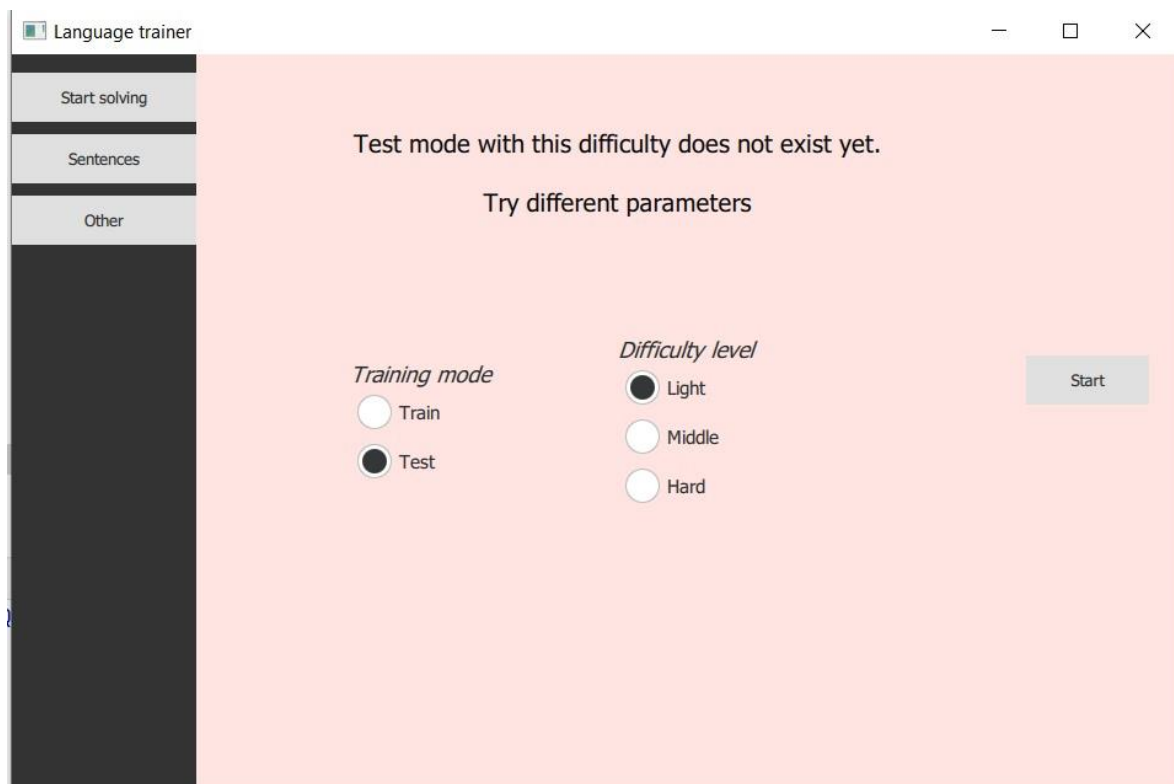 Language trainer
Start solving
Sentences
Other
Test mode with this difficulty does not exist yet.
Try different parameters
Training mode
Train
Test
Difficulty level
Light
Middle
Hard
Start